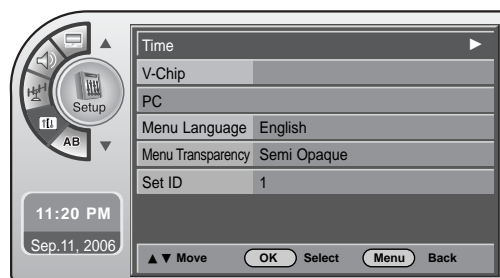 Setup
AB
11:20 PM
Sep.11, 2006
Time
V-Chip
PC
Menu Language English
Menu Transparency Semi Opaque
Set ID 1
▲ ▼ Move OK Select Menu Back